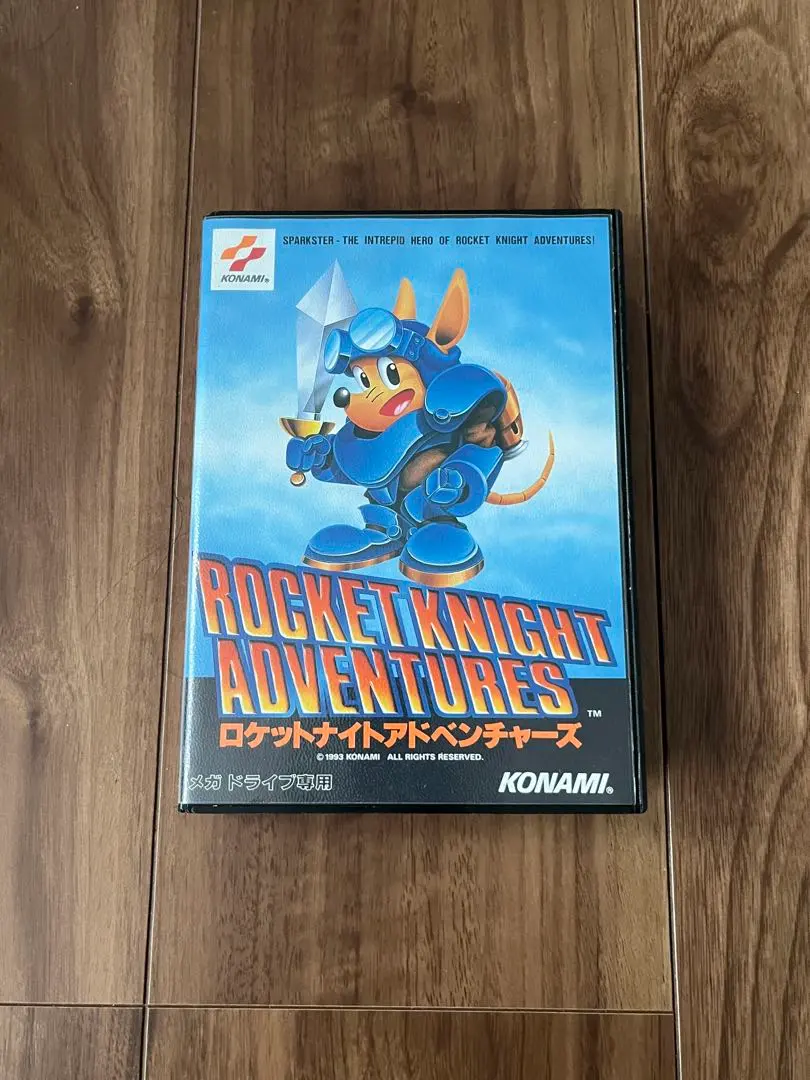 KONAMI®
SPARKSTER - THE INTREPID HERO OF ROCKET KNIGHT ADVENTURES!
ROCKET KNIGHT
ADVENTURES™
ロケットナイトアドベンチャーズ
©1993 KONAMI ALL RIGHTS RESERVED.
メガ ドライブ専用
KONAMI®